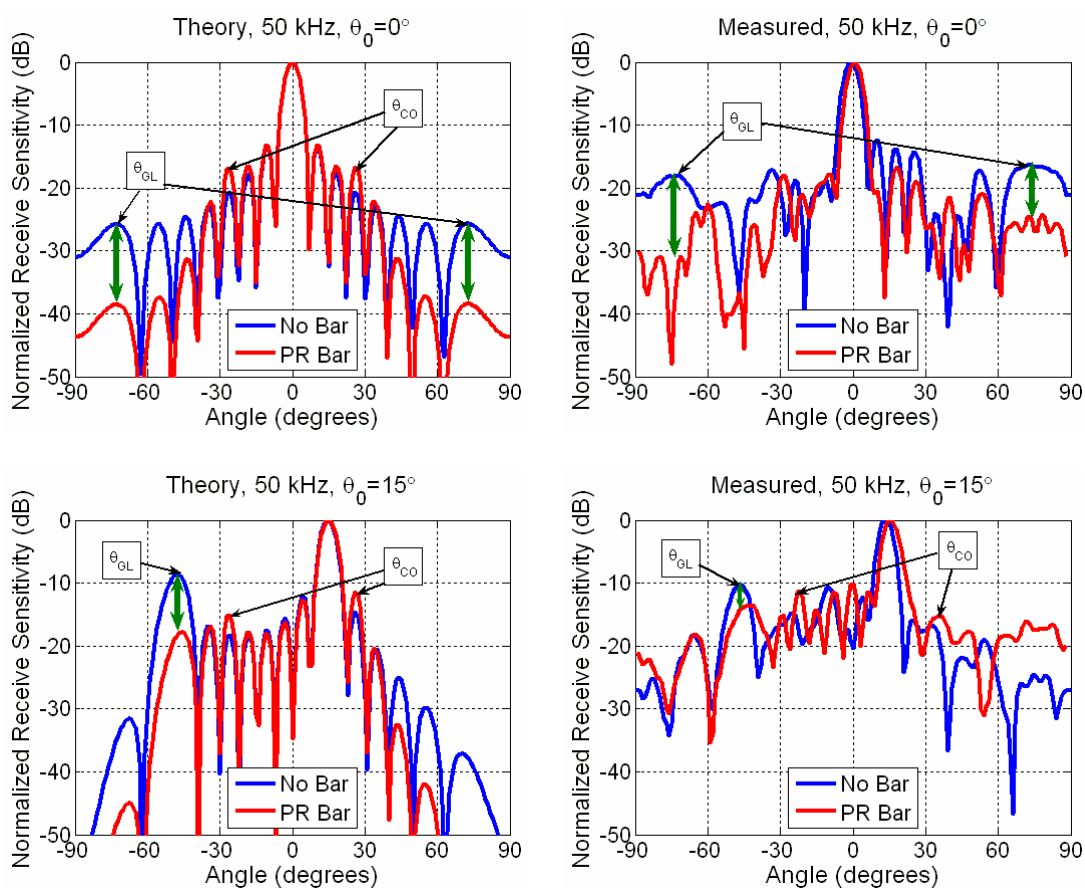 Theory, 50 kHz, θ0=0°
Normalized Receive Sensitivity (dB)
0
-10
-20
-30
-40
-50
θCO
θGL
No Bar
PR Bar
-90 -60 -30 0 30 60 90
Angle (degrees)
Measured, 50 kHz, θ0=0°
Normalized Receive Sensitivity (dB)
0
-10
-20
-30
-40
-50
θGL
No Bar
PR Bar
-90 -60 -30 0 30 60 90
Angle (degrees)
Theory, 50 kHz, θ0=15°
Normalized Receive Sensitivity (dB)
0
-10
-20
-30
-40
-50
θGL
θCO
No Bar
PR Bar
-90 -60 -30 0 30 60 90
Angle (degrees)
Measured, 50 kHz, θ0=15°
Normalized Receive Sensitivity (dB)
0
-10
-20
-30
-40
-50
θGL
θCO
No Bar
PR Bar
-90 -60 -30 0 30 60 90
Angle (degrees)